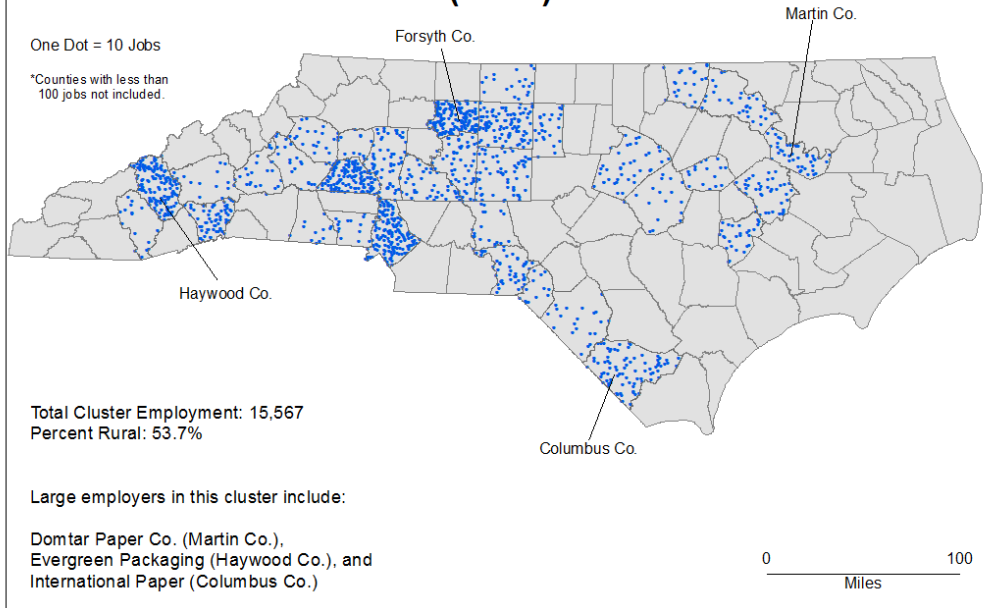 Martin Co.
Forsyth Co.
One Dot = 10 Jobs
*Counties with less than
100 jobs not included.
Haywood Co.
Total Cluster Employment: 15,567
Percent Rural: 53.7%
Columbus Co.
Large employers in this cluster include:
Domtar Paper Co. (Martin Co.),
Evergreen Packaging (Haywood Co.), and
International Paper (Columbus Co.)
0 100
Miles